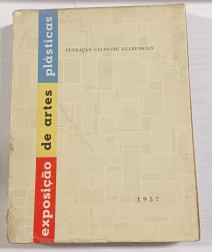 FUNDAÇÃO CALOUSTE GULBENKIAN
exposição de artes plásticas
1957